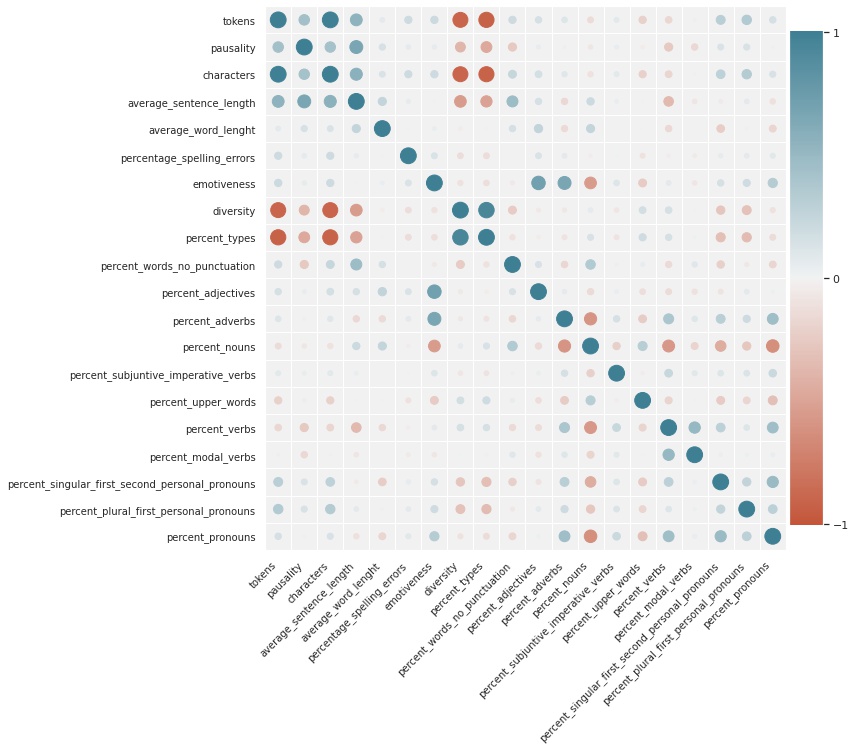 tokens
pausality
characters
average_sentence_length
average_word_lenght
percentage_spelling_errors
emotiveness
diversity
percent_types
percent_words_no_punctuation
percent_adjectives
percent_adverbs
percent_nouns
percent_subjuntive_imperative_verbs
percent_upper_words
percent_verbs
percent_modal_verbs
percent_singular_first_second_personal_pronouns
percent_plural_first_personal_pronouns
percent_pronouns
1
0
−1
tokens
pausality
characters
average_sentence_length
average_word_lenght
percentage_spelling_errors
emotiveness
diversity
percent_types
percent_words_no_punctuation
percent_adjectives
percent_adverbs
percent_nouns
percent_subjuntive_imperative_verbs
percent_upper_words
percent_verbs
percent_modal_verbs
percent_singular_first_second_personal_pronouns
percent_plural_first_personal_pronouns
percent_pronouns